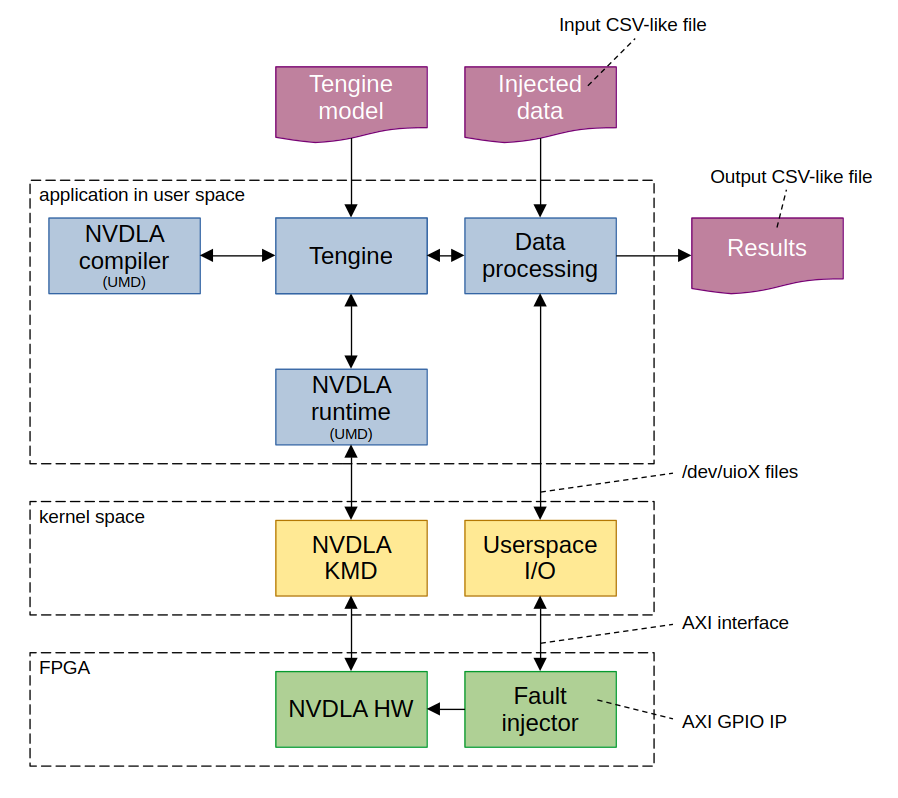 Input CSV-like file
Tengine
model
Injected
data
Output CSV-like file
application in user space
NVDLA
compiler
(UMD)
Tengine
Data
processing
Results
NVDLA
runtime
(UMD)
/dev/uioX files
kernel space
NVDLA
KMD
Userspace
I/O
AXI interface
FPGA
NVDLA HW
Fault
injector
AXI GPIO IP